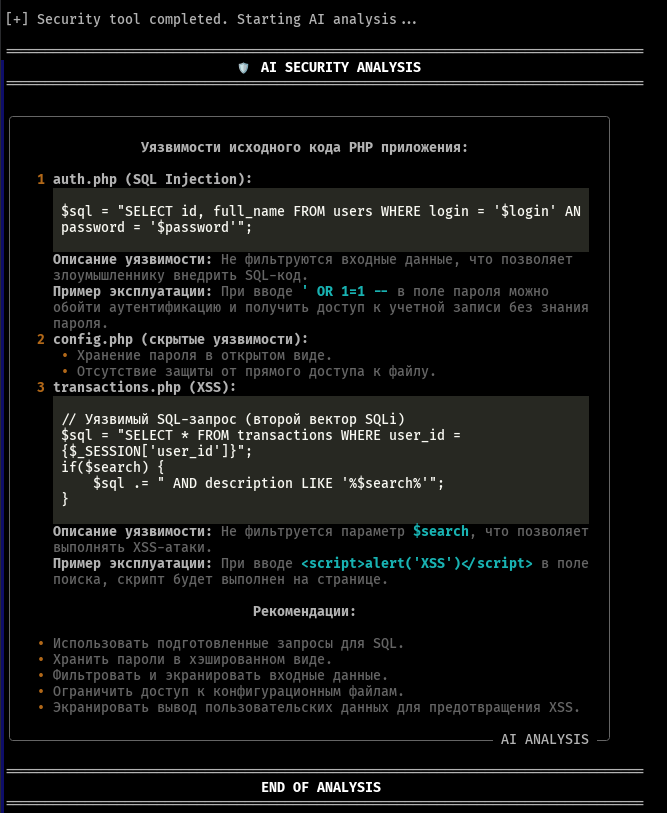 [+] Security tool completed. Starting AI analysis...
🛡️ AI SECURITY ANALYSIS
Уязвимости исходного кода PHP приложения:
1 auth.php (SQL Injection):
$sql = "SELECT id, full_name FROM users WHERE login = '$login' AN
password = '$password'";
Описание уязвимости: Не фильтруются входные данные, что позволяет
злоумышленнику внедрить SQL-код.
Пример эксплуатации: При вводе ' OR 1=1 -- в поле пароля можно
обойти аутентификацию и получить доступ к учетной записи без знания
пароля.
2 config.php (скрытые уязвимости):
• Хранение пароля в открытом виде.
• Отсутствие защиты от прямого доступа к файлу.
3 transactions.php (XSS):
// Уязвимый SQL-запрос (второй вектор SQLi)
$sql = "SELECT * FROM transactions WHERE user_id =
{$_SESSION['user_id']}";
if($search) {
    $sql .= " AND description LIKE '%$search%'";
}
Описание уязвимости: Не фильтруется параметр $search, что позволяет
выполнять XSS-атаки.
Пример эксплуатации: При вводе <script>alert('XSS')</script> в поле
поиска, скрипт будет выполнен на странице.
Рекомендации:
• Использовать подготовленные запросы для SQL.
• Хранить пароли в хэшированном виде.
• Фильтровать и экранировать входные данные.
• Ограничить доступ к конфигурационным файлам.
• Экранировать вывод пользовательских данных для предотвращения XSS.
AI ANALYSIS
END OF ANALYSIS